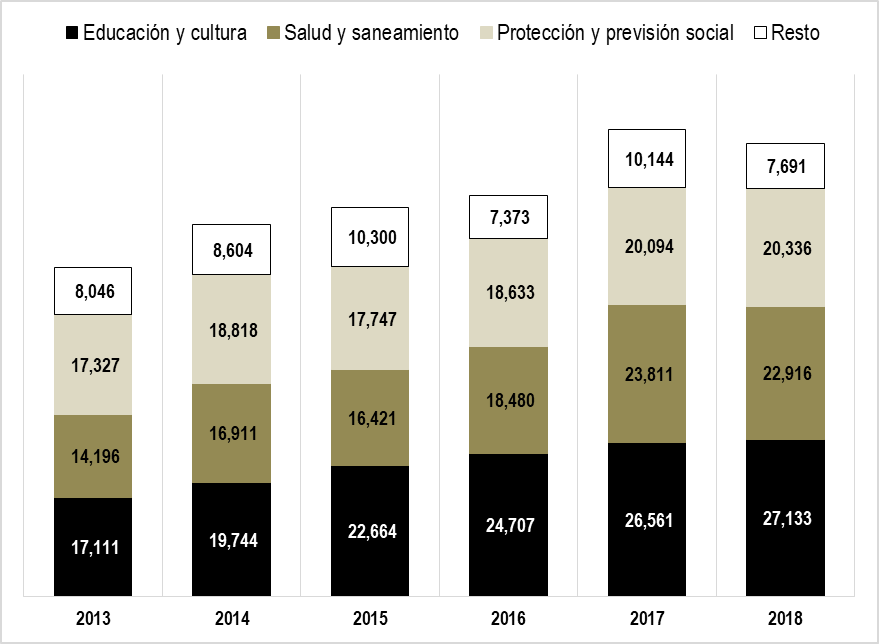 Educación y cultura Salud y saneamiento Protección y previsión social Resto
8,046 8,604 10,300 7,373 10,144 7,691
17,327 18,818 17,747 18,633 20,094 20,336
14,196 16,911 16,421 18,480 23,811 22,916
17,111 19,744 22,664 24,707 26,561 27,133
2013 2014 2015 2016 2017 2018